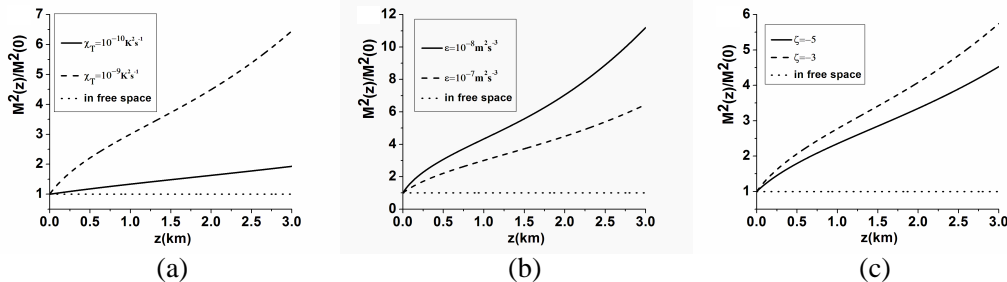 M²(z)/M²(0)
7
6
5
4
3
2
1
χ_T=10⁻¹⁰K²s⁻¹
χ_T=10⁻⁹K²s⁻¹
in free space
0.0 0.5 1.0 1.5 2.0 2.5 3.0
z(km)
(a)
M²(z)/M²(0)
12
10
8
6
4
2
0
ε=10⁻⁸m²s⁻³
ε=10⁻⁷m²s⁻³
in free space
0.0 0.5 1.0 1.5 2.0 2.5 3.0
z(km)
(b)
M²(z)/M²(0)
6
5
4
3
2
1
0
ζ=-5
ζ=-3
in free space
0.0 0.5 1.0 1.5 2.0 2.5 3.0
z(km)
(c)